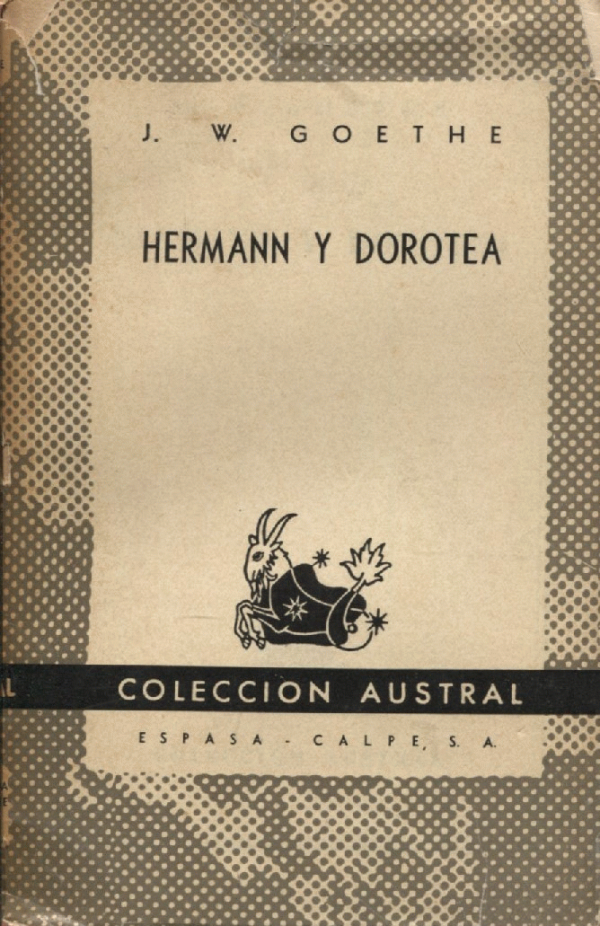 J. W. GOETHE
HERMANN Y DOROTEA
COLECCION AUSTRAL
ESPASA - CALPE, S. A.